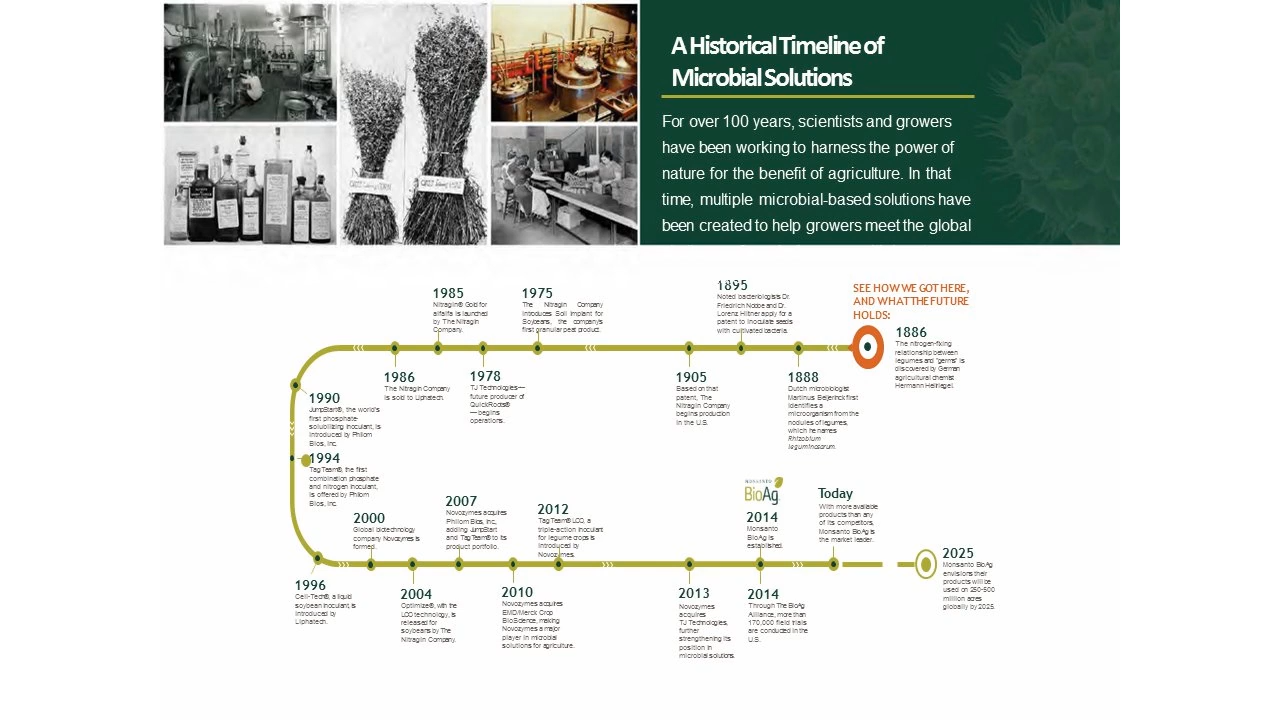 A Historical Timeline of
Microbial Solutions
For over 100 years, scientists and growers
have been working to harness the power of
nature for the benefit of agriculture. In that
time, multiple microbial-based solutions have
been created to help growers meet the global
SEE HOW WE GOT HERE,
AND WHAT THE FUTURE
HOLDS:
1886
The nitrogen-fixing
relationship between
legumes and "germs" is
discovered by German
agricultural chemist
Hermann Hellriegel.
1888
Dutch microbiologist
Martinus Beijerinck first
identifies a
microorganism from the
nodules of legumes,
which he names
Rhizobium
leguminosarum.
1895
Noted bacteriologists Dr.
Friedrich Nobbe and Dr.
Lorenz Hiltner apply for a
patent to inoculate seeds
with cultivated bacteria.
1905
Based on that
patent, The
Nitragin Company
begins production
in the U.S.
1975
The Nitragin Company
introduces Soil Implant for
Soybeans, the company's
first granular peat product.
1978
TJ Technologies—
future producer of
QuickRoots®
—begins
operations.
1985
Nitragin® Gold for
alfalfa is launched
by The Nitragin
Company.
1986
The Nitragin Company
is sold to Liphatech.
1990
JumpStart®, the world's
first phosphate-
solubilizing inoculant, is
introduced by Philom
Bios, Inc.
1994
TagTeam®, the first
combination phosphate
and nitrogen inoculant,
is offered by Philom
Bios, Inc.
1996
Cell-Tech®, a liquid
soybean inoculant, is
introduced by
Liphatech.
2000
Global biotechnology
company Novozymes is
formed.
2004
Optimize®, with the
LCO technology, is
released for
soybeans by The
Nitragin Company.
2007
Novozymes acquires
Philom Bios, Inc.,
adding JumpStart
and TagTeam® to its
product portfolio.
2010
Novozymes acquires
EMD/Merck Crop
BioScience, making
Novozymes a major
player in microbial
solutions for agriculture.
2012
TagTeam® LCO, a
triple-action inoculant
for legume crops is
introduced by
Novozymes.
2013
Novozymes
acquires
TJ Technologies,
further
strengthening its
position in
microbial solutions.
MONSANTO
BioAg
2014
Monsanto
BioAg is
established.
2014
Through The BioAg
Alliance, more than
170,000 field trials
are conducted in the
U.S.
Today
With more available
products than any
of its competitors,
Monsanto BioAg is
the market leader.
2025
Monsanto BioAg
envisions their
products will be
used on 250-500
million acres
globally by 2025.